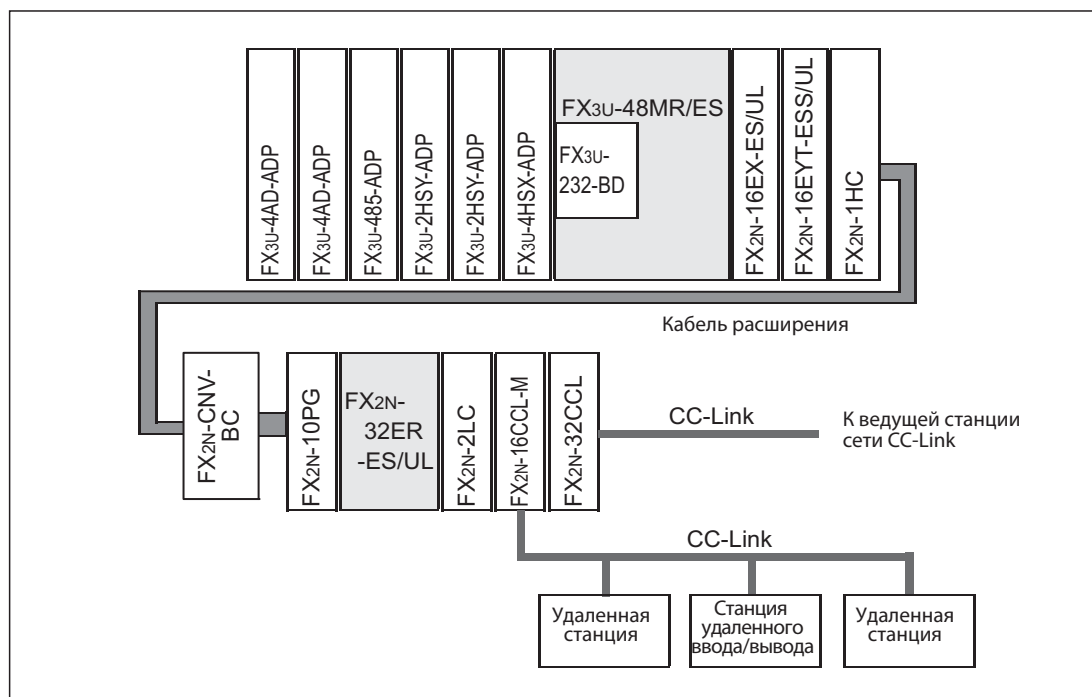 FX3U-4AD-ADP
FX3U-4AD-ADP
FX3U-485-ADP
FX3U-2HSY-ADP
FX3U-2HSY-ADP
FX3U-4HSX-ADP
FX3U-48MR/ES
FX3U-
232-BD
FX2N-16EX-ES/UL
FX2N-16EYT-ESS/UL
FX2N-1HC
Кабель расширения
FX2N-CNV-
BC
FX2N-10PG
FX2N-
32ER
-ES/UL
FX2N-2LC
FX2N-16CCL-M
FX2N-32CCL
CC-Link
К ведущей станции
сети CC-Link
CC-Link
Удаленная
станция
Станция
удаленного
ввода/вывода
Удаленная
станция